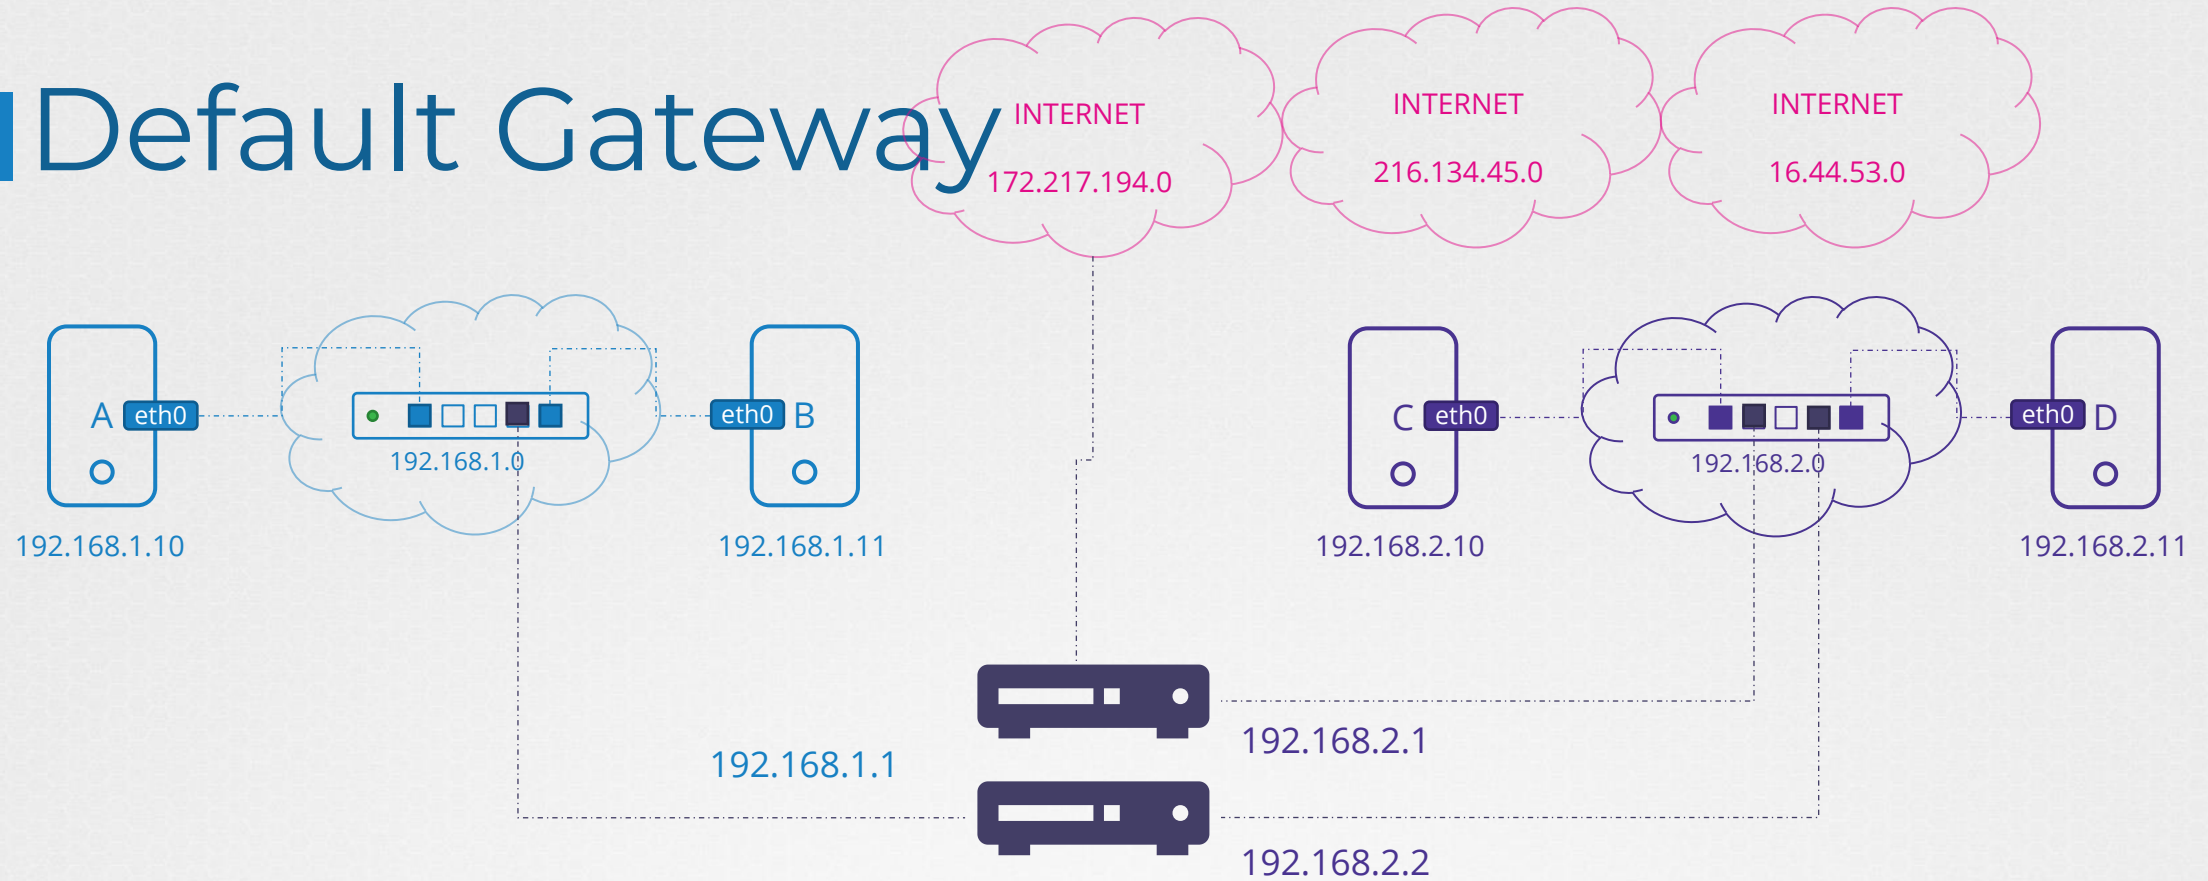 Default Gateway
INTERNET
172.217.194.0
INTERNET
216.134.45.0
INTERNET
16.44.53.0
A
eth0
192.168.1.0
eth0
B
192.168.1.10
192.168.1.11
C
eth0
192.168.2.0
eth0
D
192.168.2.10
192.168.2.11
192.168.1.1
192.168.2.1
192.168.2.2